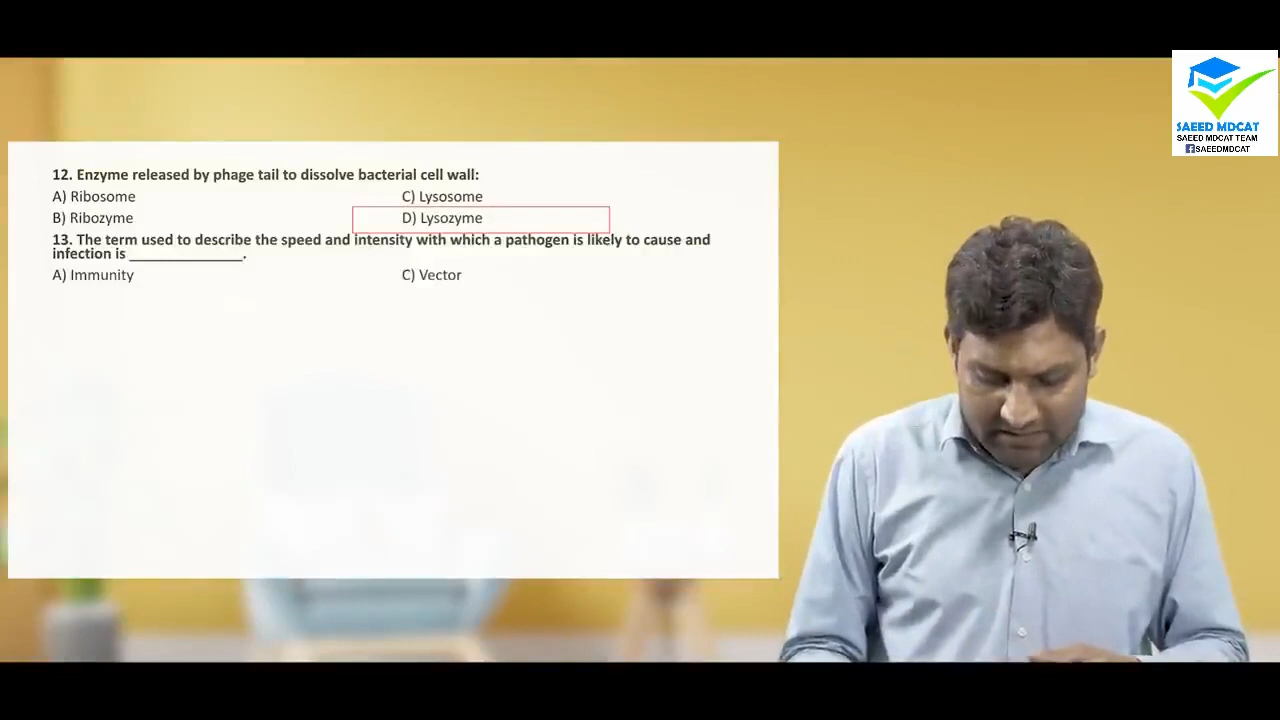 SAEED MDCAT
SAEED MDCAT TEAM
SAEEDMDCAT
12. Enzyme released by phage tail to dissolve bacterial cell wall:
A) Ribosome C) Lysosome
B) Ribozyme D) Lysozyme
13. The term used to describe the speed and intensity with which a pathogen is likely to cause and
infection is ______________.
A) Immunity C) Vector